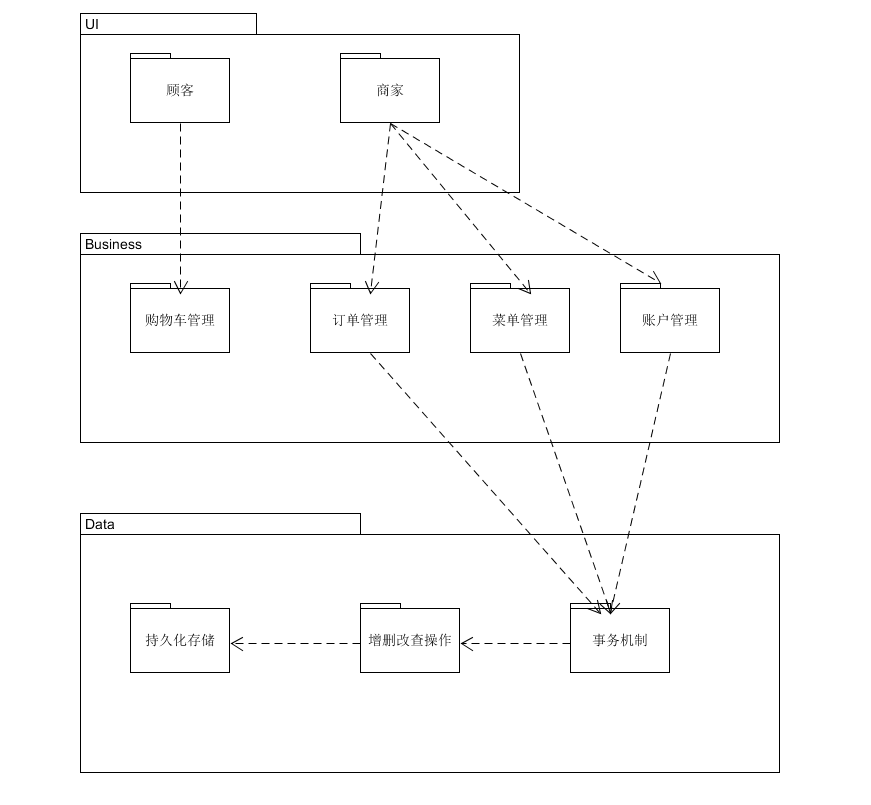 UI
顾客
商家
Business
购物车管理
订单管理
菜单管理
账户管理
Data
持久化存储
增删改查操作
事务机制